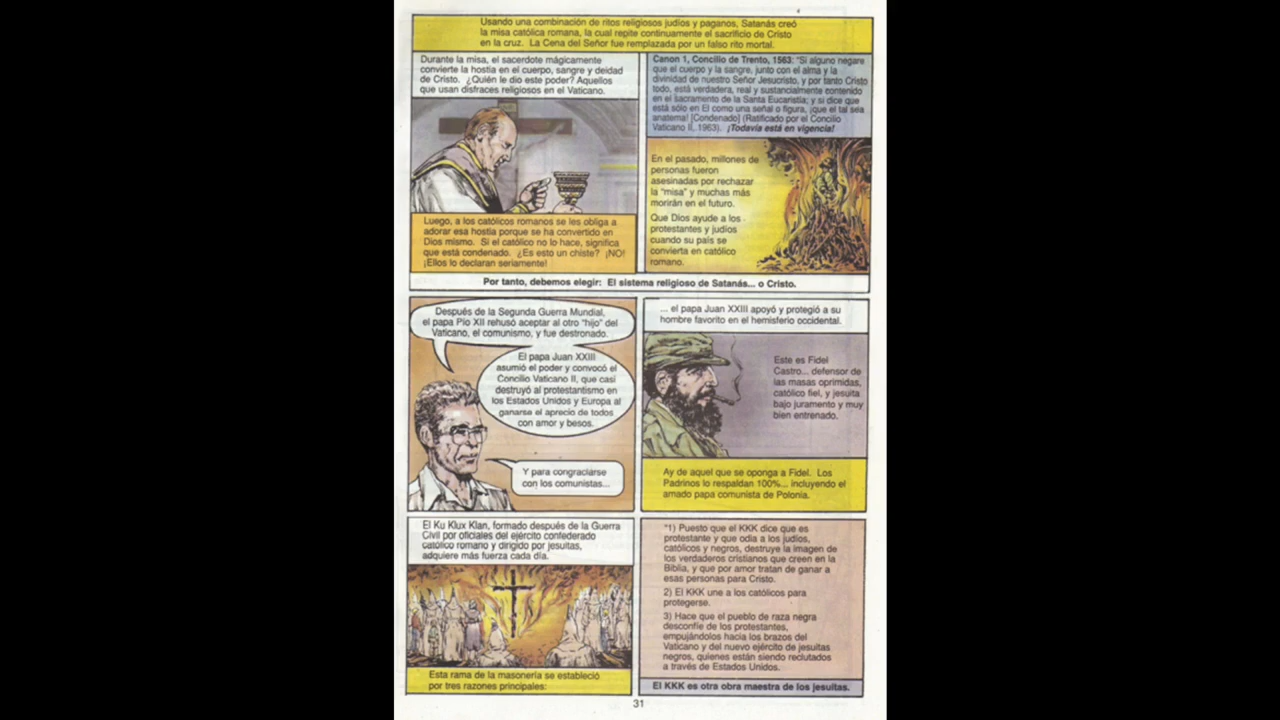 Usando una combinación de ritos religiosos judíos y paganos, Satanás creó
la misa católica romana, la cual repite continuamente el sacrificio de Cristo
en la cruz. La Cena del Señor fue remplazada por un falso rito mortal.
Durante la misa, el sacerdote mágicamente
convierte la hostia en el cuerpo, sangre y deidad
de Cristo. ¿Quién le dio este poder? Aquellos
que usan disfraces religiosos en el Vaticano.
Luego, a los católicos romanos se les obliga a
adorar esa hostia porque se ha convertido en
Dios mismo. Si el católico no lo hace, significa
que está condenado. ¿Es esto un chiste? ¡NO!
¡Ellos lo declaran seriamente!
Canon 1, Concilio de Trento, 1563: "Si alguno negare
que el cuerpo y la sangre, junto con el alma y la
divinidad de nuestro Señor Jesucristo, y por tanto Cristo
todo, está verdadera, real y sustancialmente contenido
en el sacramento de la Santa Eucaristía; y si dice que
está sólo en El como una señal o figura, ¡que el tal sea
anatema! [Condenado] (Ratificado por el Concilio
Vaticano II, 1963). ¡Todavía está en vigencia!
En el pasado, millones de
personas fueron
asesinadas por rechazar
la "misa" y muchas más
morirán en el futuro.
Que Dios ayude a los
protestantes y judíos
cuando su país se
convierta en católico
romano.
Por tanto, debemos elegir: El sistema religioso de Satanás... o Cristo.
Después de la Segunda Guerra Mundial,
el papa Pío XII rehusó aceptar al otro "hijo" del
Vaticano, el comunismo, y fue destronado.
El papa Juan XXIII
asumió el poder y convocó el
Concilio Vaticano II, que casi
destruyó al protestantismo en
los Estados Unidos y Europa al
ganarse el aprecio de todos
con amor y besos.
Y para congraciarse
con los comunistas...
... el papa Juan XXIII apoyó y protegió a su
hombre favorito en el hemisferio occidental.
Este es Fidel
Castro... defensor de
las masas oprimidas,
católico fiel, y jesuita
bajo juramento y muy
bien entrenado.
Ay de aquel que se oponga a Fidel. Los
Padrinos lo respaldan 100%... incluyendo el
amado papa comunista de Polonia.
El Ku Klux Klan, formado después de la Guerra
Civil por oficiales del ejército confederado
católico romano y dirigido por jesuitas,
adquiere más fuerza cada día.
Esta rama de la masonería se estableció
por tres razones principales:
"1) Puesto que el KKK dice que es
protestante y que odia a los judíos,
católicos y negros, destruye la imagen de
los verdaderos cristianos que creen en la
Biblia, y que por amor tratan de ganar a
esas personas para Cristo.
2) El KKK une a los católicos para
protegerse.
3) Hace que el pueblo de raza negra
desconfíe de los protestantes,
empujándolos hacia los brazos del
Vaticano y del nuevo ejército de jesuitas
negros, quienes están siendo reclutados
a través de Estados Unidos.
El KKK es otra obra maestra de los jesuitas.
31